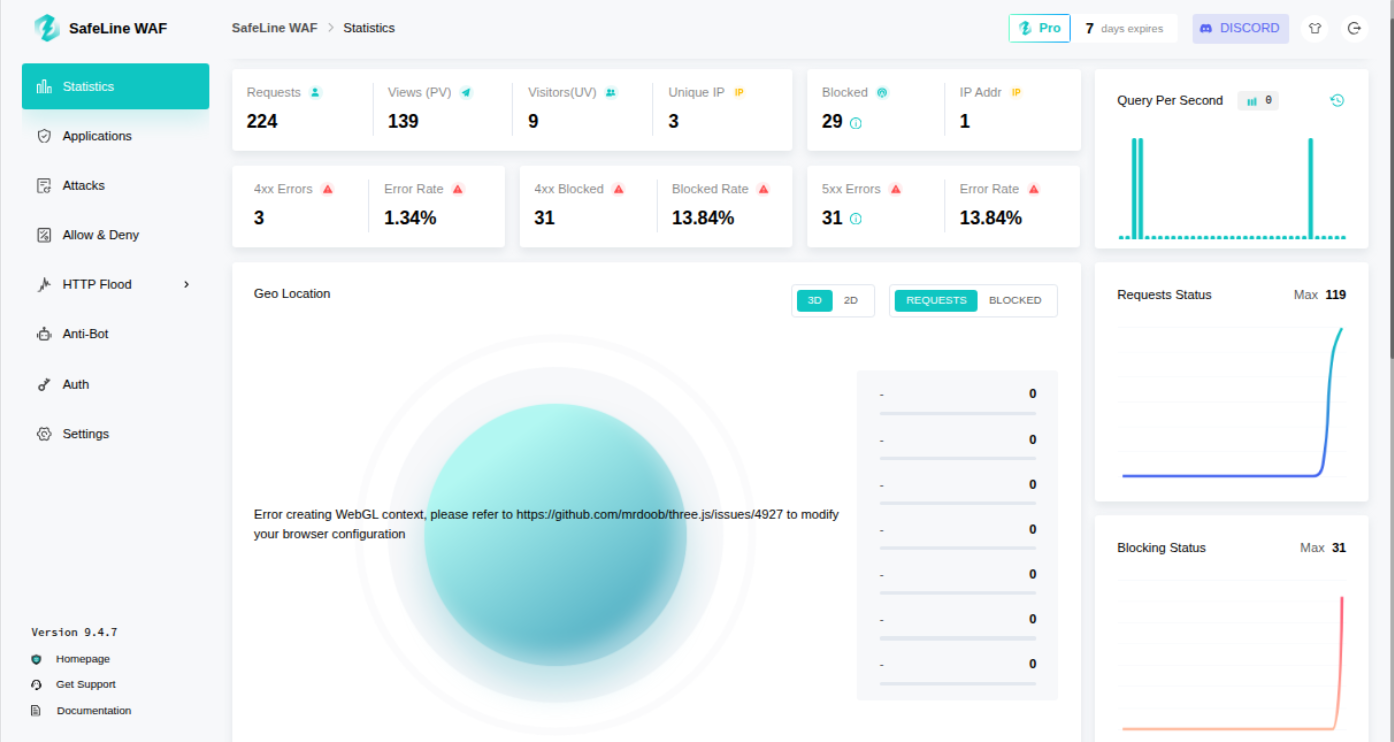 SafeLine WAF
SafeLine WAF > Statistics
Pro
7 days expires
DISCORD
Statistics
Applications
Attacks
Allow & Deny
HTTP Flood
Anti-Bot
Auth
Settings
Version 9.4.7
Homepage
Get Support
Documentation
Requests
224
Views (PV)
139
Visitors(UV)
9
Unique IP IP
3
Blocked
29
IP Addr IP
1
4xx Errors
3
Error Rate
1.34%
4xx Blocked
31
Blocked Rate
13.84%
5xx Errors
31
Error Rate
13.84%
Geo Location
3D 2D
REQUESTS BLOCKED
Error creating WebGL context, please refer to https://github.com/mrdoob/three.js/issues/4927 to modify
your browser configuration
- 0
- 0
- 0
- 0
- 0
- 0
- 0
Query Per Second 0
Requests Status Max 119
Blocking Status Max 31